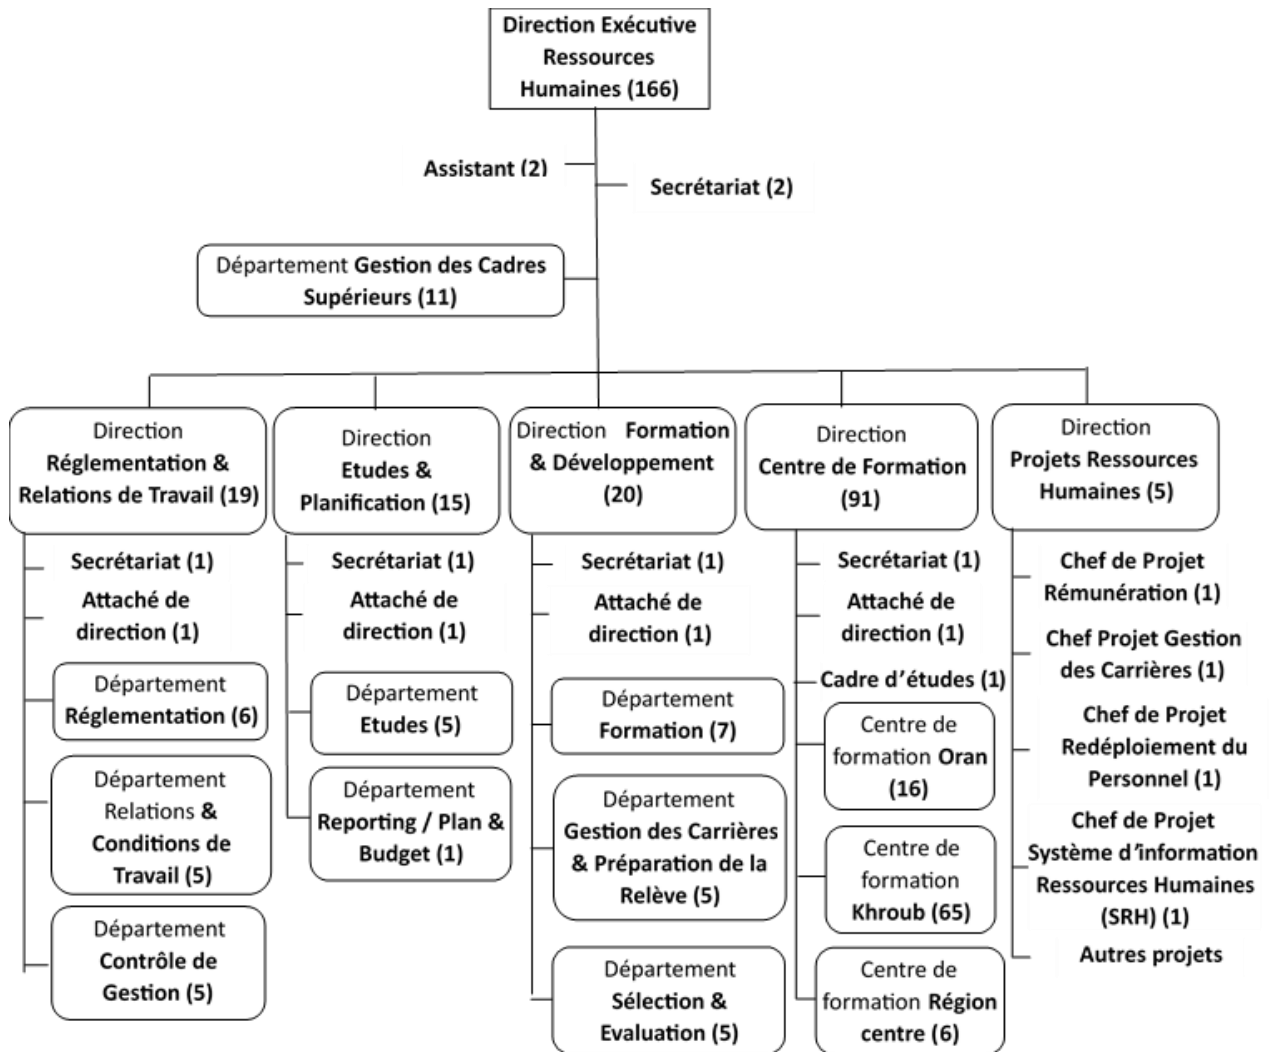 Direction Exécutive
Ressources
Humaines (166)
Assistant (2)
Secrétariat (2)
Département Gestion des Cadres
Supérieurs (11)
Direction
Réglementation &
Relations de Travail (19)
Secrétariat (1)
Attaché de
direction (1)
Département
Réglementation (6)
Département
Relations &
Conditions de
Travail (5)
Département
Contrôle de
Gestion (5)
Direction
Etudes &
Planification (15)
Secrétariat (1)
Attaché de
direction (1)
Département
Etudes (5)
Département
Reporting / Plan &
Budget (1)
Direction Formation
& Développement
(20)
Secrétariat (1)
Attaché de
direction (1)
Département
Formation (7)
Département
Gestion des Carrières
& Préparation de la
Relève (5)
Département
Sélection &
Evaluation (5)
Direction
Centre de Formation
(91)
Secrétariat (1)
Attaché de
direction (1)
Cadre d'études (1)
Centre de
formation Oran
(16)
Centre de
formation
Khroub (65)
Centre de
formation Région
centre (6)
Direction
Projets Ressources
Humaines (5)
Chef de Projet
Rémunération (1)
Chef Projet Gestion
des Carrières (1)
Chef de Projet
Redéploiement du
Personnel (1)
Chef de Projet
Système d'information
Ressources Humaines
(SRH) (1)
Autres projets